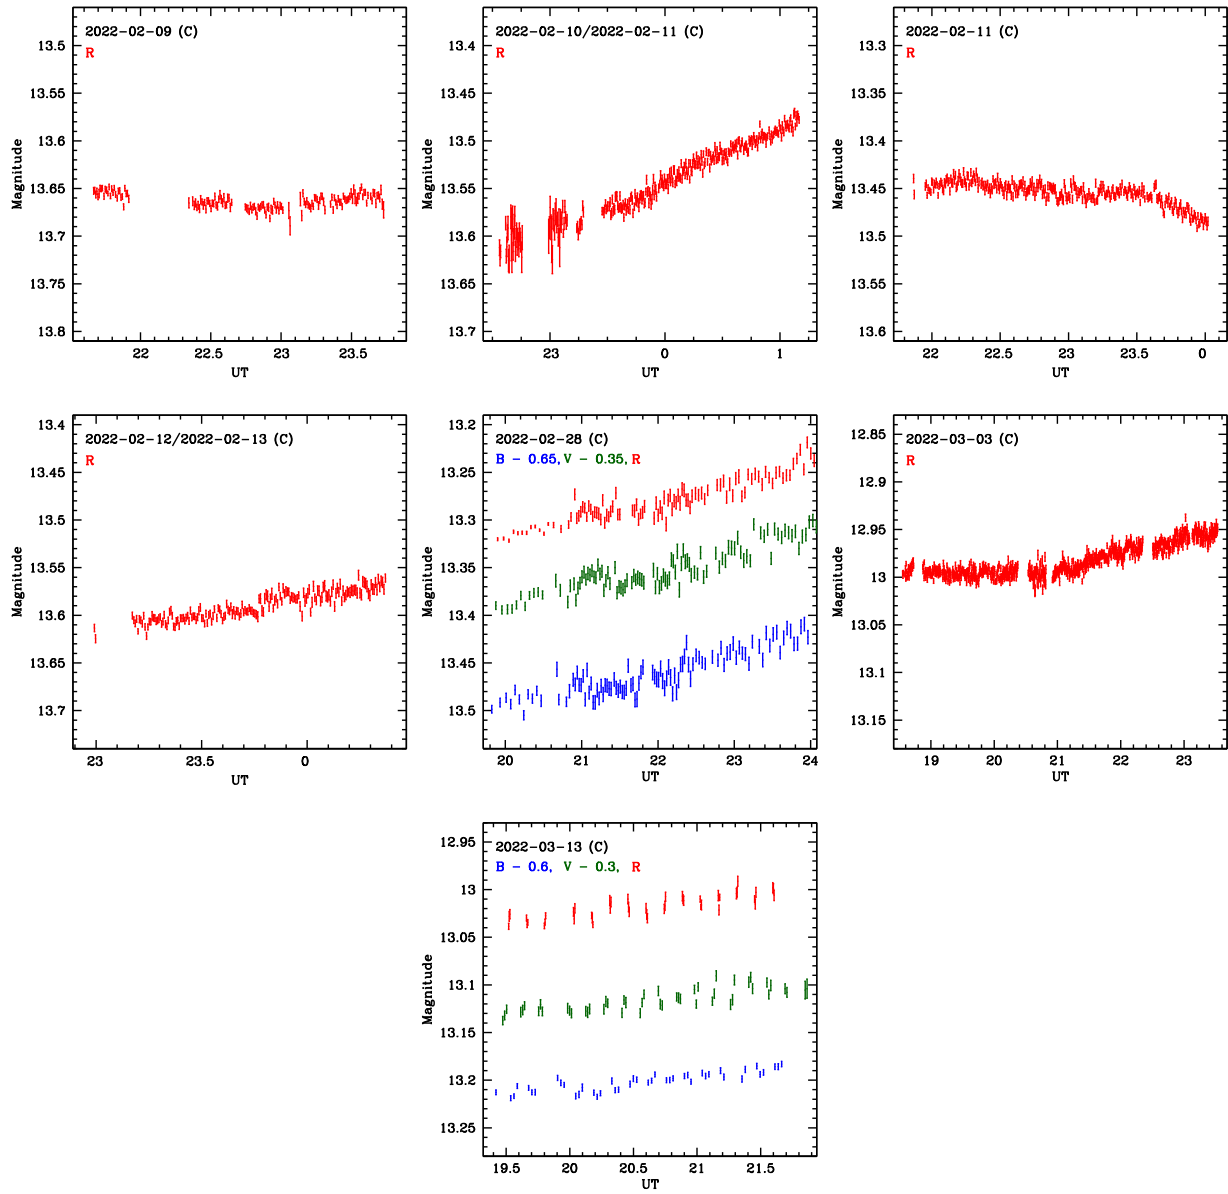 2022-02-09 (C)
R
13.5
13.55
13.6
13.65
13.7
13.75
13.8
Magnitude
22
22.5
23
23.5
UT
2022-02-10/2022-02-11 (C)
R
13.4
13.45
13.5
13.55
13.6
13.65
13.7
Magnitude
23
0
1
UT
2022-02-11 (C)
R
13.3
13.35
13.4
13.45
13.5
13.55
13.6
Magnitude
22
22.5
23
23.5
0
UT
2022-02-12/2022-02-13 (C)
R
13.4
13.45
13.5
13.55
13.6
13.65
13.7
Magnitude
23
23.5
0
UT
2022-02-28 (C)
B - 0.65, V - 0.35, R
13.2
13.25
13.3
13.35
13.4
13.45
13.5
Magnitude
20
21
22
23
24
UT
2022-03-03 (C)
R
12.85
12.9
12.95
13
13.05
13.1
13.15
Magnitude
19
20
21
22
23
UT
2022-03-13 (C)
B - 0.6, V - 0.3, R
12.95
13
13.05
13.1
13.15
13.2
13.25
Magnitude
19.5
20
20.5
21
21.5
UT